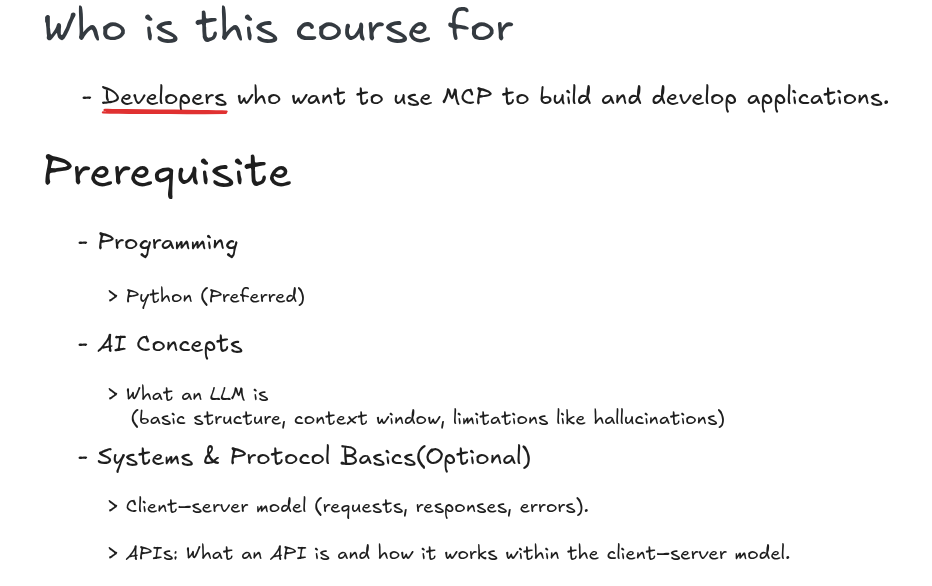 Who is this course for
- Developers who want to use MCP to build and develop applications.
Prerequisite
- Programming
> Python (Preferred)
- AI Concepts
> What an LLM is
(basic structure, context window, limitations like hallucinations)
- Systems & Protocol Basics(Optional)
> Client–server model (requests, responses, errors).
> APIs: What an API is and how it works within the client–server model.